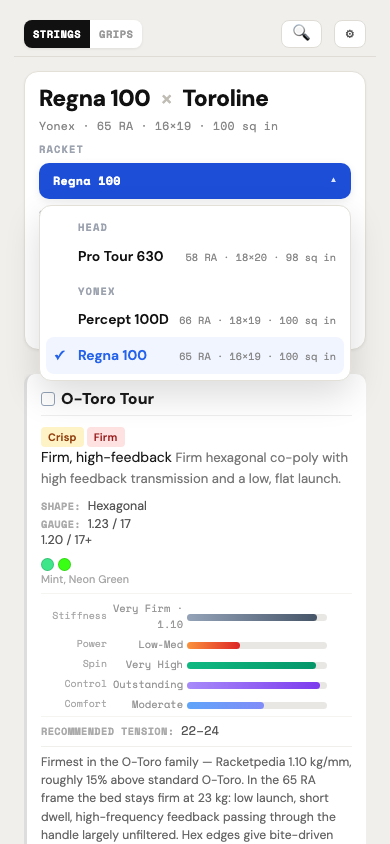 STRINGS GRIPS
Regna 100 × Toroline
Yonex · 65 RA · 16×19 · 100 sq in
RACKET
Regna 100
HEAD
Pro Tour 630 58 RA · 18×20 · 98 sq in
YONEX
Percept 100D 66 RA · 18×19 · 100 sq in
✓ Regna 100 65 RA · 16×19 · 100 sq in
O-Toro Tour
Crisp Firm
Firm, high-feedback Firm hexagonal co-poly with
high feedback transmission and a low, flat launch.
SHAPE: Hexagonal
GAUGE: 1.23 / 17
1.20 / 17+
Mint, Neon Green
Stiffness Very Firm ·
1.10
Power Low-Med
Spin Very High
Control Outstanding
Comfort Moderate
RECOMMENDED TENSION: 22–24
Firmest in the O-Toro family — Racketpedia 1.10 kg/mm,
roughly 15% above standard O-Toro. In the 65 RA
frame the bed stays firm at 23 kg: low launch, short
dwell, high-frequency feedback passing through the
handle largely unfiltered. Hex edges give bite-driven